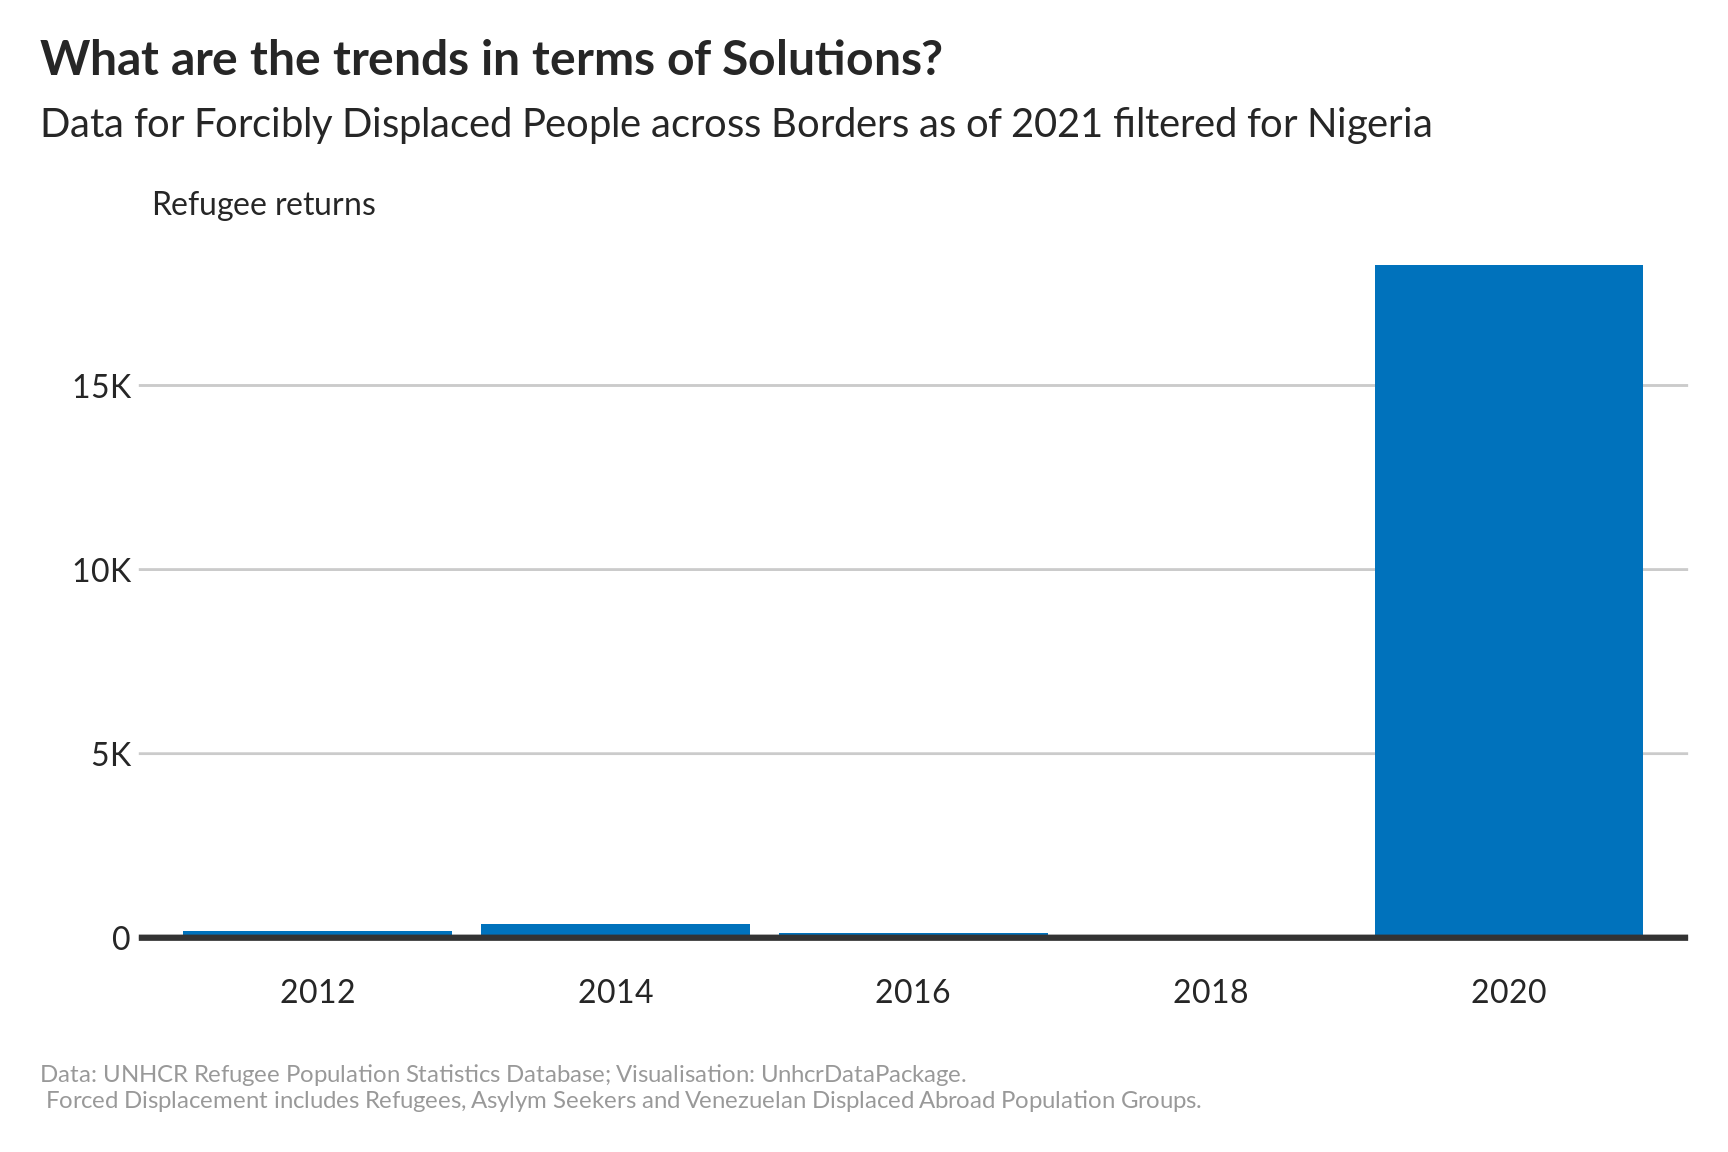 What are the trends in terms of Solutions?
Data for Forcibly Displaced People across Borders as of 2021 filtered for Nigeria
Refugee returns
15K
10K
5K
0
2012 2014 2016 2018 2020
Data: UNHCR Refugee Population Statistics Database; Visualisation: UnhcrDataPackage.
Forced Displacement includes Refugees, Asylym Seekers and Venezuelan Displaced Abroad Population Groups.